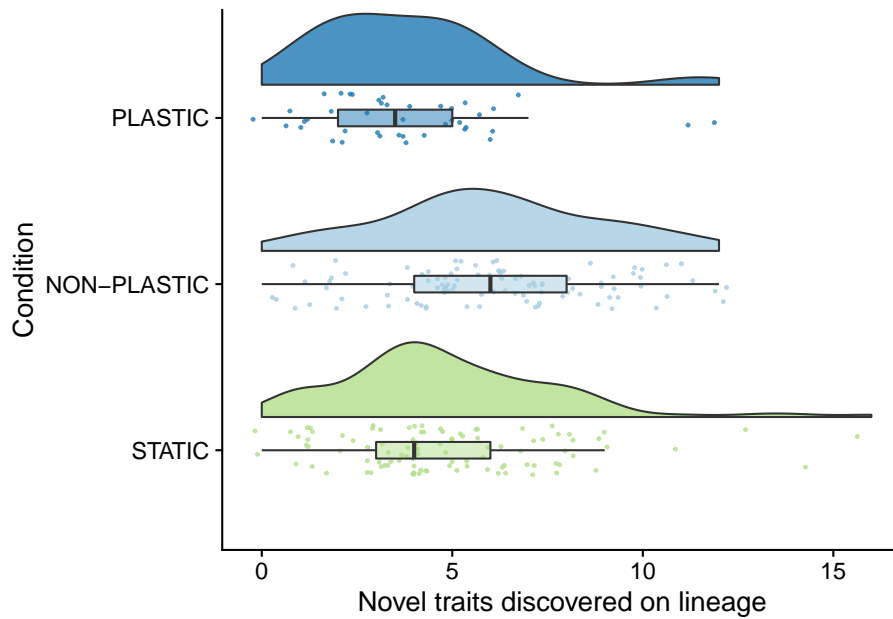 PLASTIC
NON−PLASTIC
STATIC
Condition
0 5 10 15
Novel traits discovered on lineage